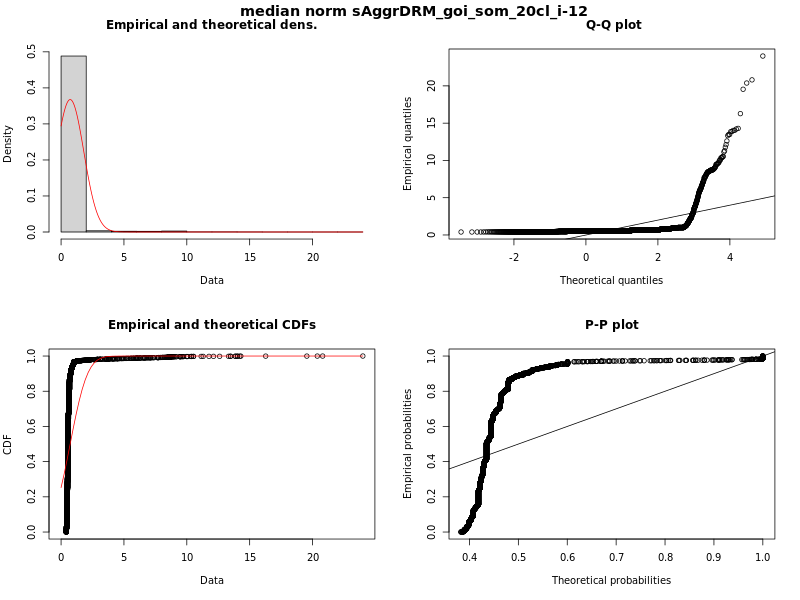 median norm sAggrDRM_goi_som_20cl_i-12
Empirical and theoretical dens.
Density
0.0 0.1 0.2 0.3 0.4 0.5
0 5 10 15 20
Data
Q-Q plot
Empirical quantiles
0 5 10 15 20
-2 0 2 4
Theoretical quantiles
Empirical and theoretical CDFs
CDF
0.0 0.2 0.4 0.6 0.8 1.0
0 5 10 15 20
Data
P-P plot
Empirical probabilities
0.0 0.2 0.4 0.6 0.8 1.0
0.4 0.5 0.6 0.7 0.8 0.9 1.0
Theoretical probabilities